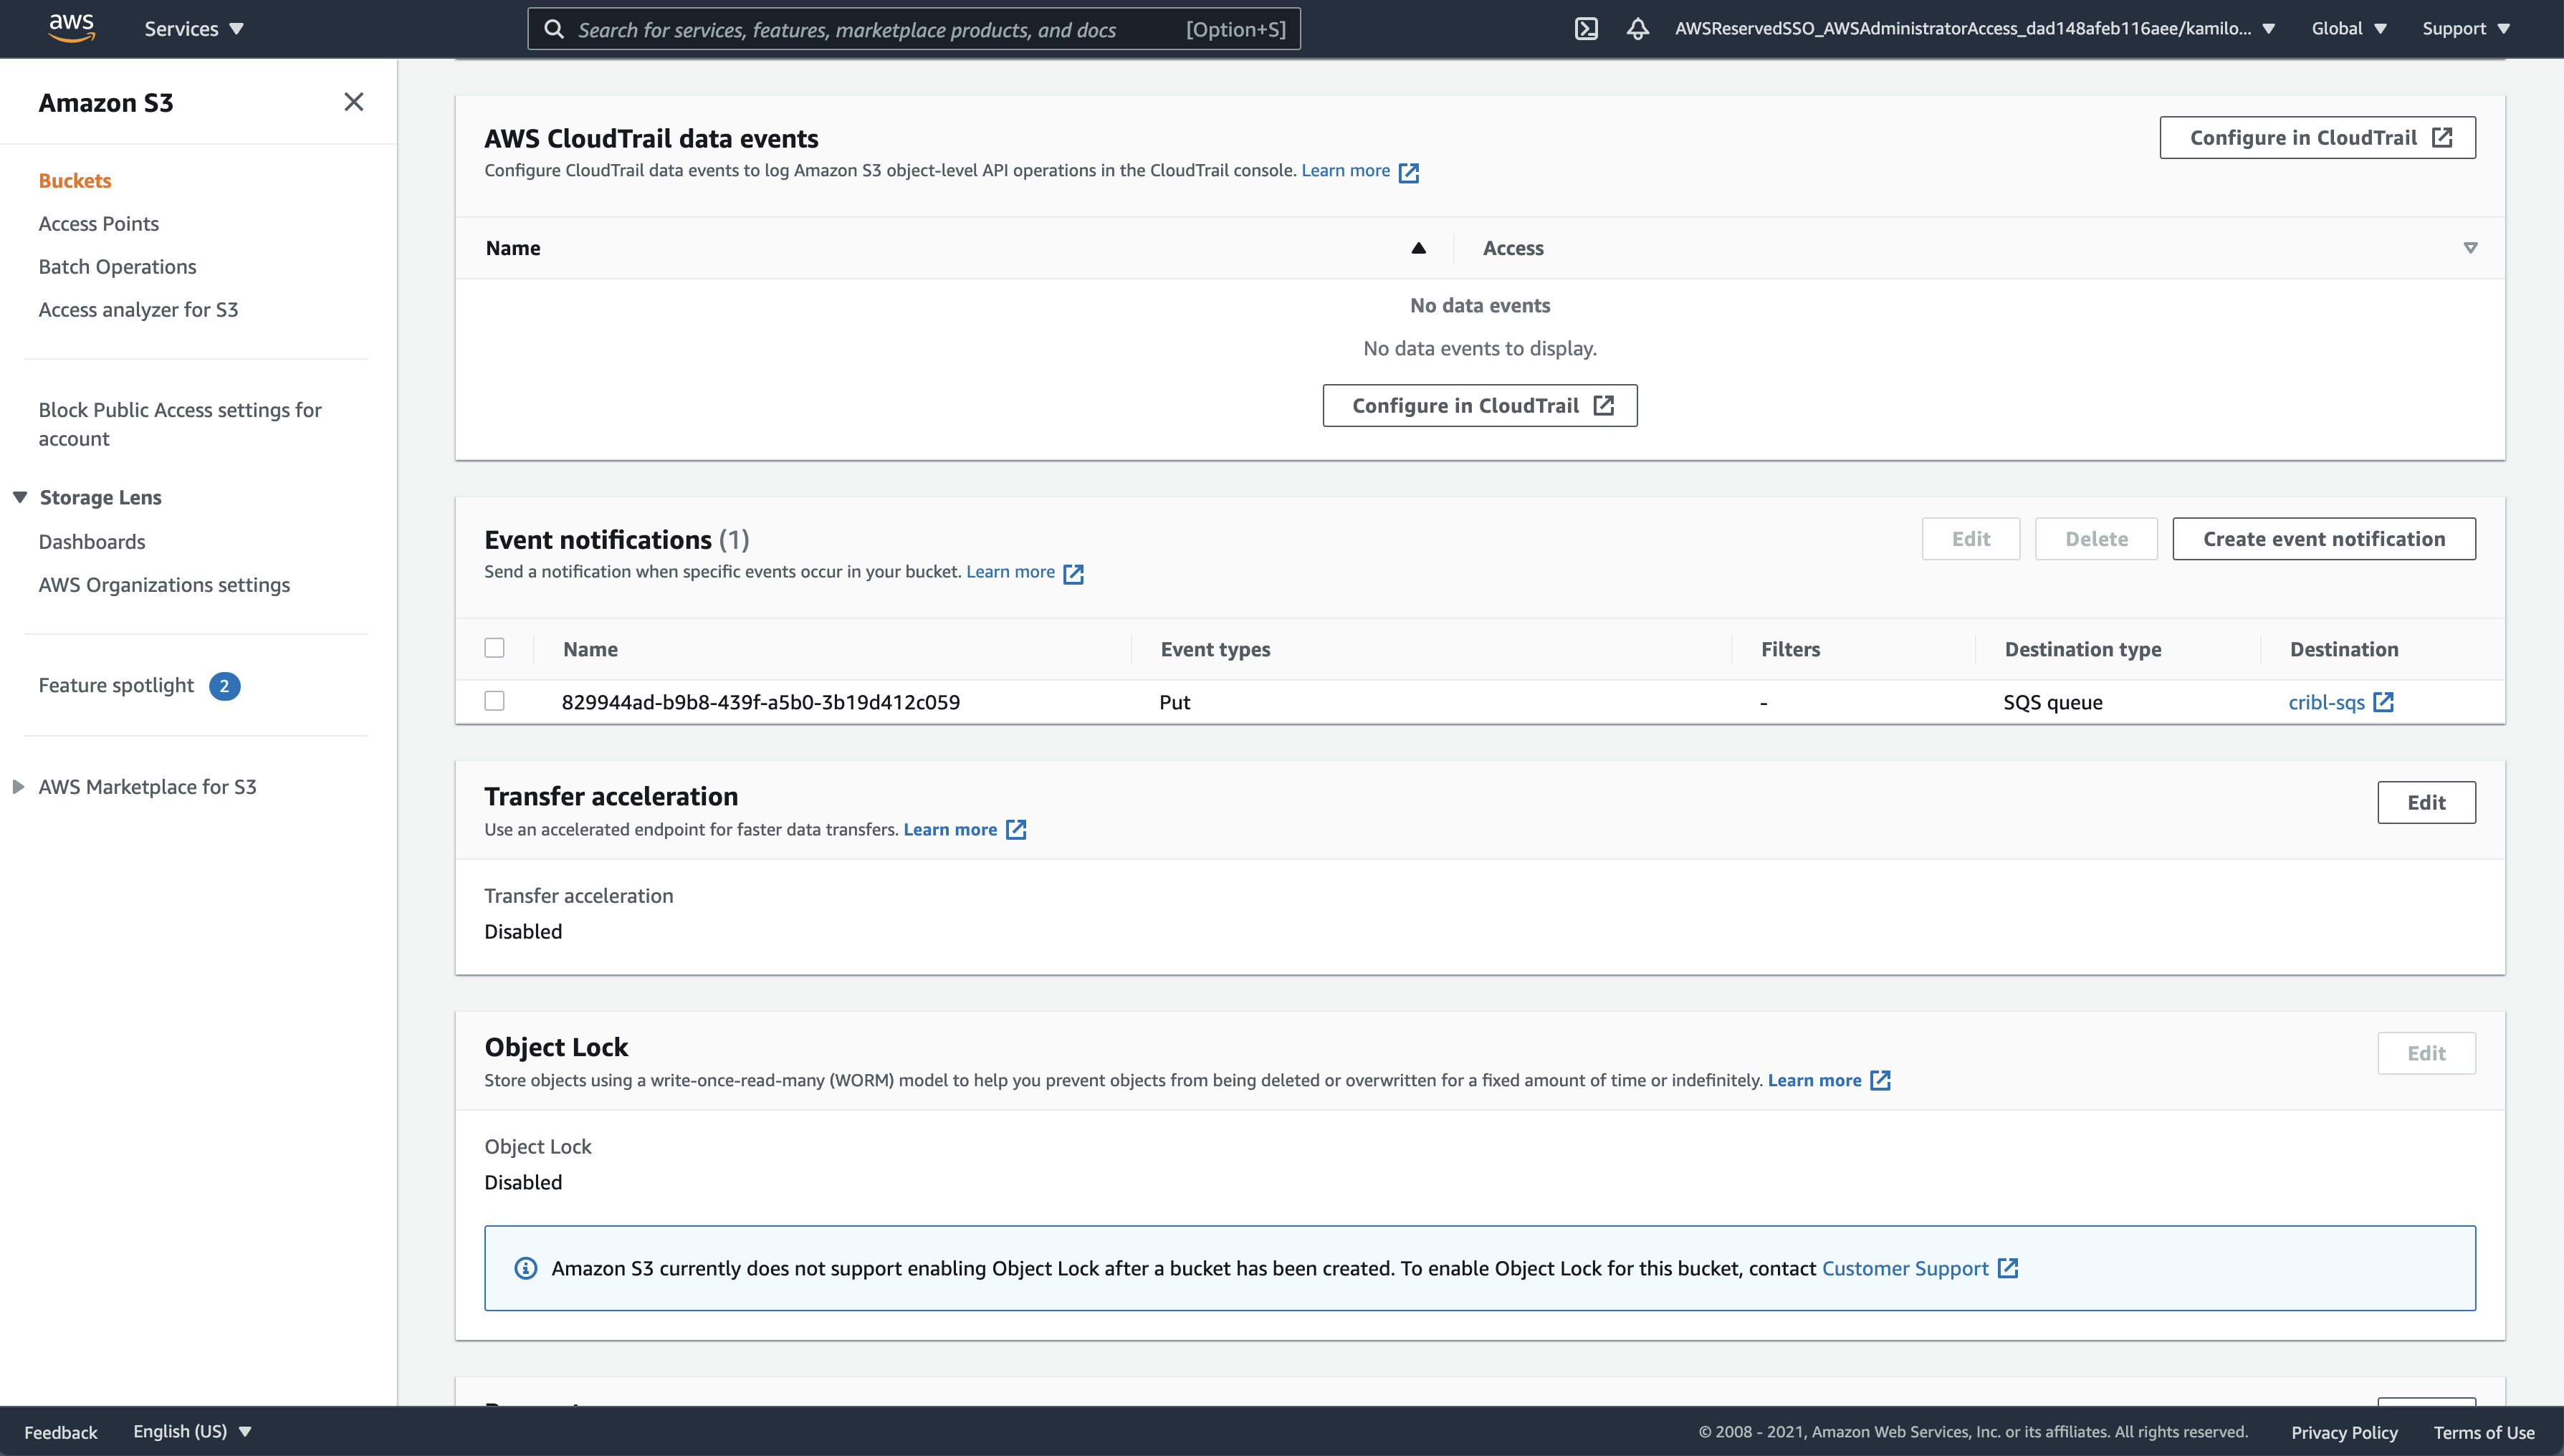 aws
Services
Search for services, features, marketplace products, and docs
[Option+S]
AWSReservedSSO_AWSAdministratorAccess_dad148afeb116aee/kamilo...
Global
Support
Amazon S3
Buckets
Access Points
Batch Operations
Access analyzer for S3
Block Public Access settings for
account
Storage Lens
Dashboards
AWS Organizations settings
Feature spotlight 2
AWS Marketplace for S3
AWS CloudTrail data events
Configure CloudTrail data events to log Amazon S3 object-level API operations in the CloudTrail console. Learn more
Configure in CloudTrail
Name
Access
No data events
No data events to display.
Configure in CloudTrail
Event notifications (1)
Send a notification when specific events occur in your bucket. Learn more
Edit
Delete
Create event notification
Name
Event types
Filters
Destination type
Destination
829944ad-b9b8-439f-a5b0-3b19d412c059
Put
-
SQS queue
cribl-sqs
Transfer acceleration
Use an accelerated endpoint for faster data transfers. Learn more
Edit
Transfer acceleration
Disabled
Object Lock
Store objects using a write-once-read-many (WORM) model to help you prevent objects from being deleted or overwritten for a fixed amount of time or indefinitely. Learn more
Edit
Object Lock
Disabled
Amazon S3 currently does not support enabling Object Lock after a bucket has been created. To enable Object Lock for this bucket, contact Customer Support
Feedback
English (US)
© 2008 - 2021, Amazon Web Services, Inc. or its affiliates. All rights reserved.
Privacy Policy
Terms of Use